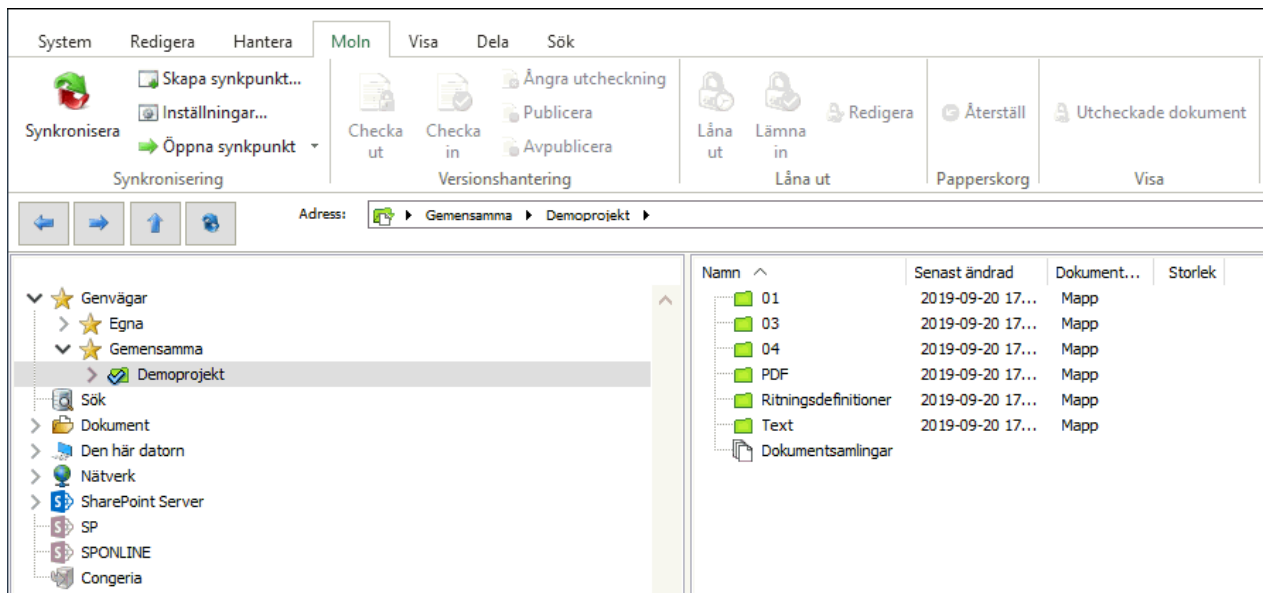 System Redigera Hantera Moln Visa Dela Sök
Synkronisera
Skapa synkpunkt...
Inställningar...
Öppna synkpunkt
Synkronisering
Checka ut
Checka in
Ångra utcheckning
Publicera
Avpublicera
Versionshantering
Låna ut
Lämna in
Redigera
Låna ut
Återställ
Papperskorg
Utcheckade dokument
Visa
Adress: Gemensamma Demoprojekt
Genvägar
Egna
Gemensamma
Demoprojekt
Sök
Dokument
Den här datorn
Nätverk
SharePoint Server
SP
SPONLINE
Congeria
Namn Senast ändrad Dokument... Storlek
01 2019-09-20 17... Mapp
03 2019-09-20 17... Mapp
04 2019-09-20 17... Mapp
PDF 2019-09-20 17... Mapp
Ritningsdefinitioner 2019-09-20 17... Mapp
Text 2019-09-20 17... Mapp
Dokumentsamlingar